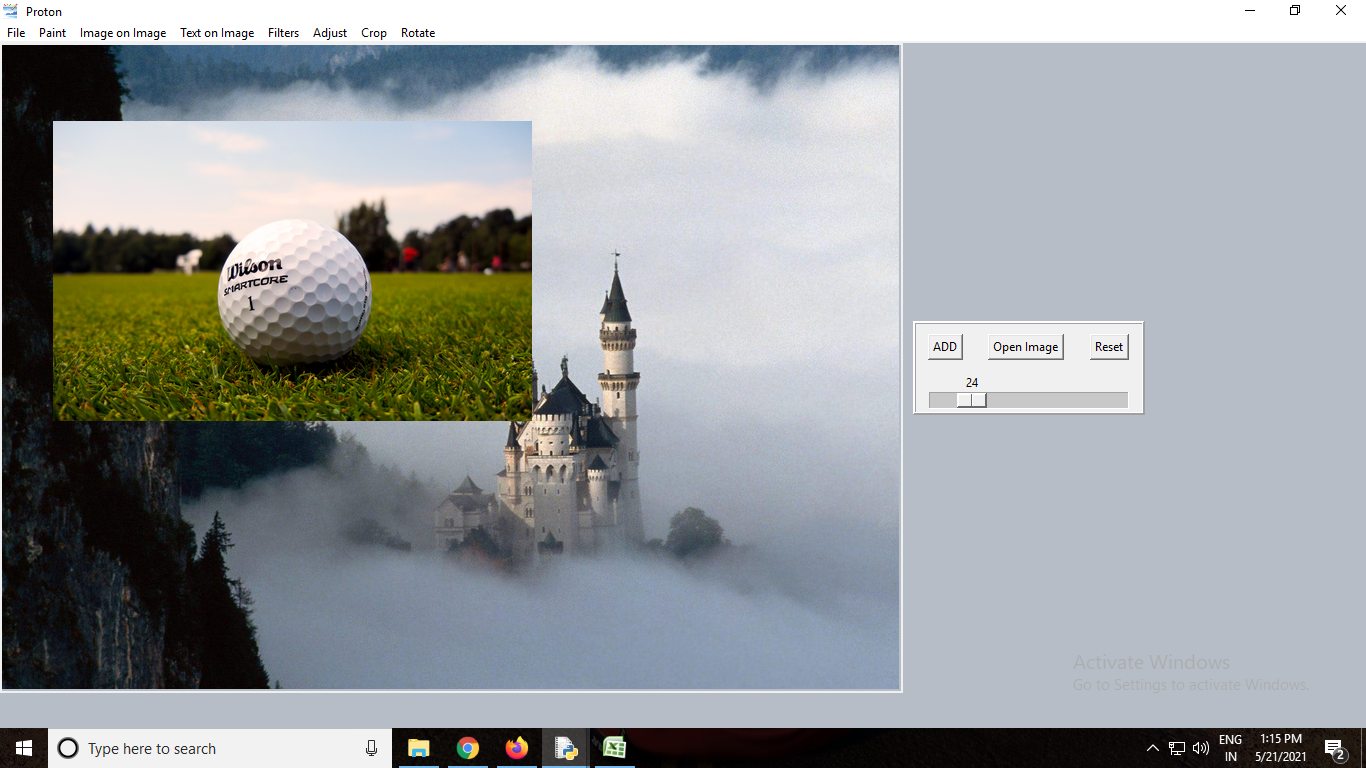 Proton
File Paint Image on Image Text on Image Filters Adjust Crop Rotate
Wilson
SMARTCORE
1
ADD Open Image Reset
24
Activate Windows
Go to Settings to activate Windows.
Type here to search
ENG
IN
1:15 PM
5/21/2021
2